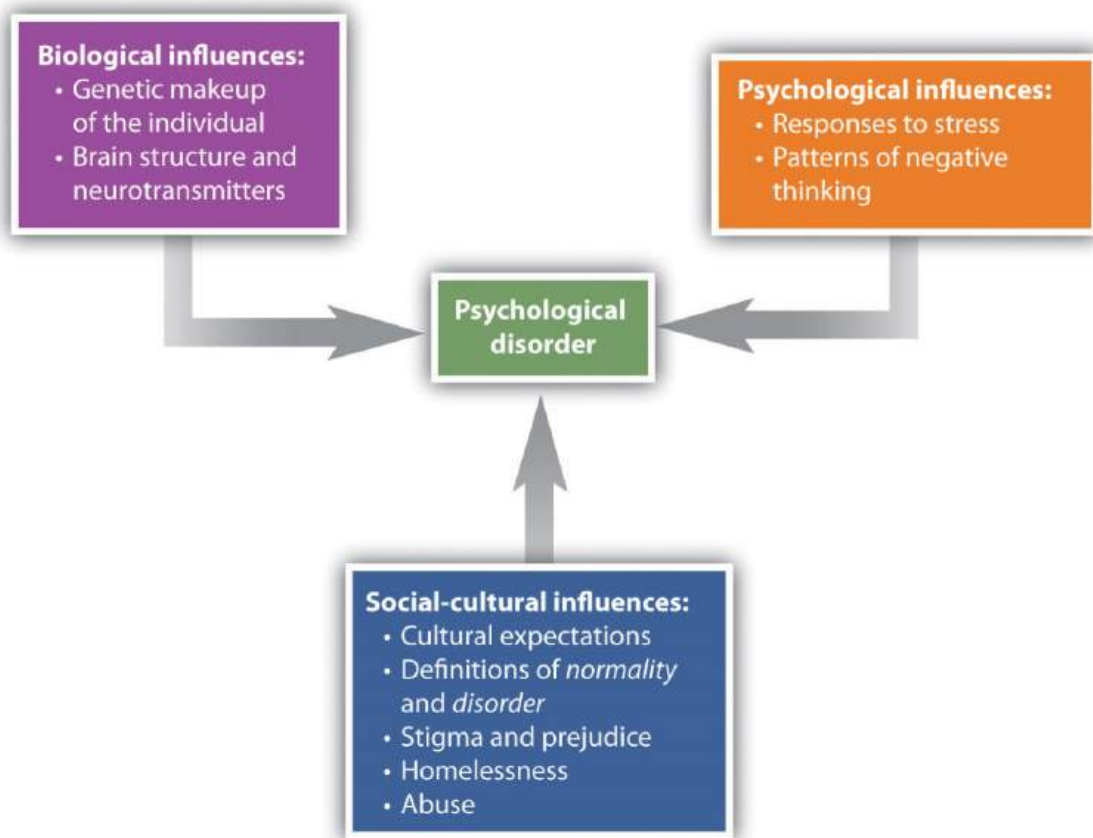 Biological influences:
• Genetic makeup
of the individual
• Brain structure and
neurotransmitters
Psychological influences:
• Responses to stress
• Patterns of negative
thinking
Psychological
disorder
Social-cultural influences:
• Cultural expectations
• Definitions of normality
and disorder
• Stigma and prejudice
• Homelessness
• Abuse